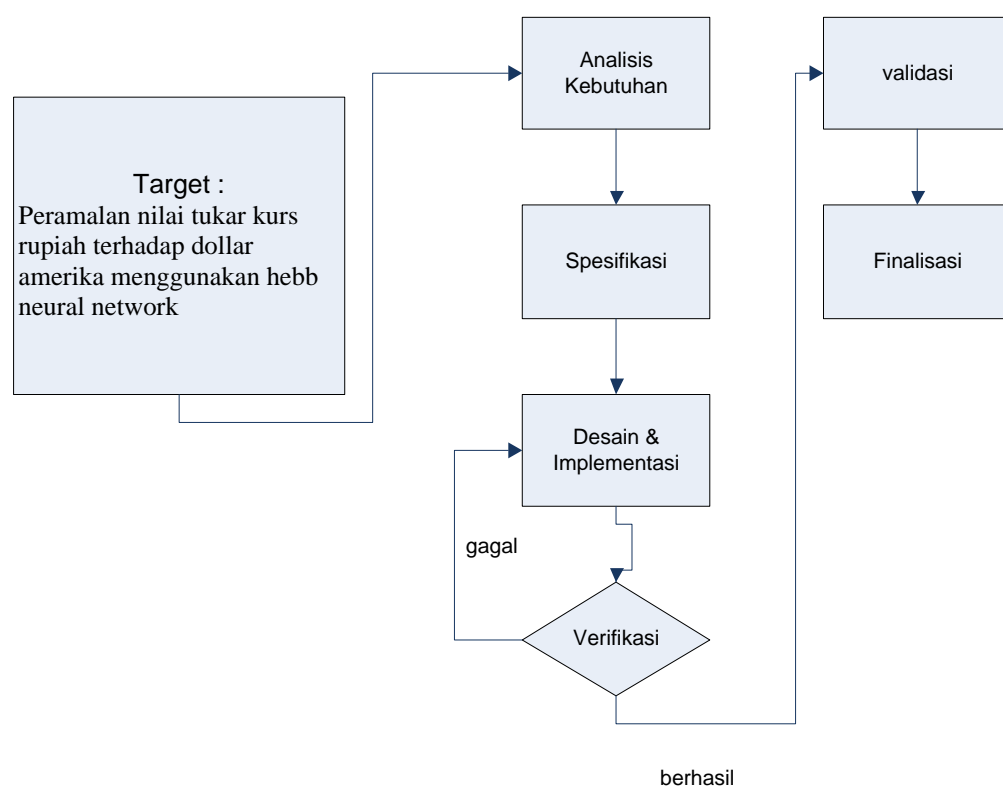 Target :
Peramalan nilai tukar kurs
rupiah terhadap dollar
amerika menggunakan hebb
neural network
Analisis
Kebutuhan
Spesifikasi
Desain &
Implementasi
gagal
Verifikasi
berhasil
validasi
Finalisasi